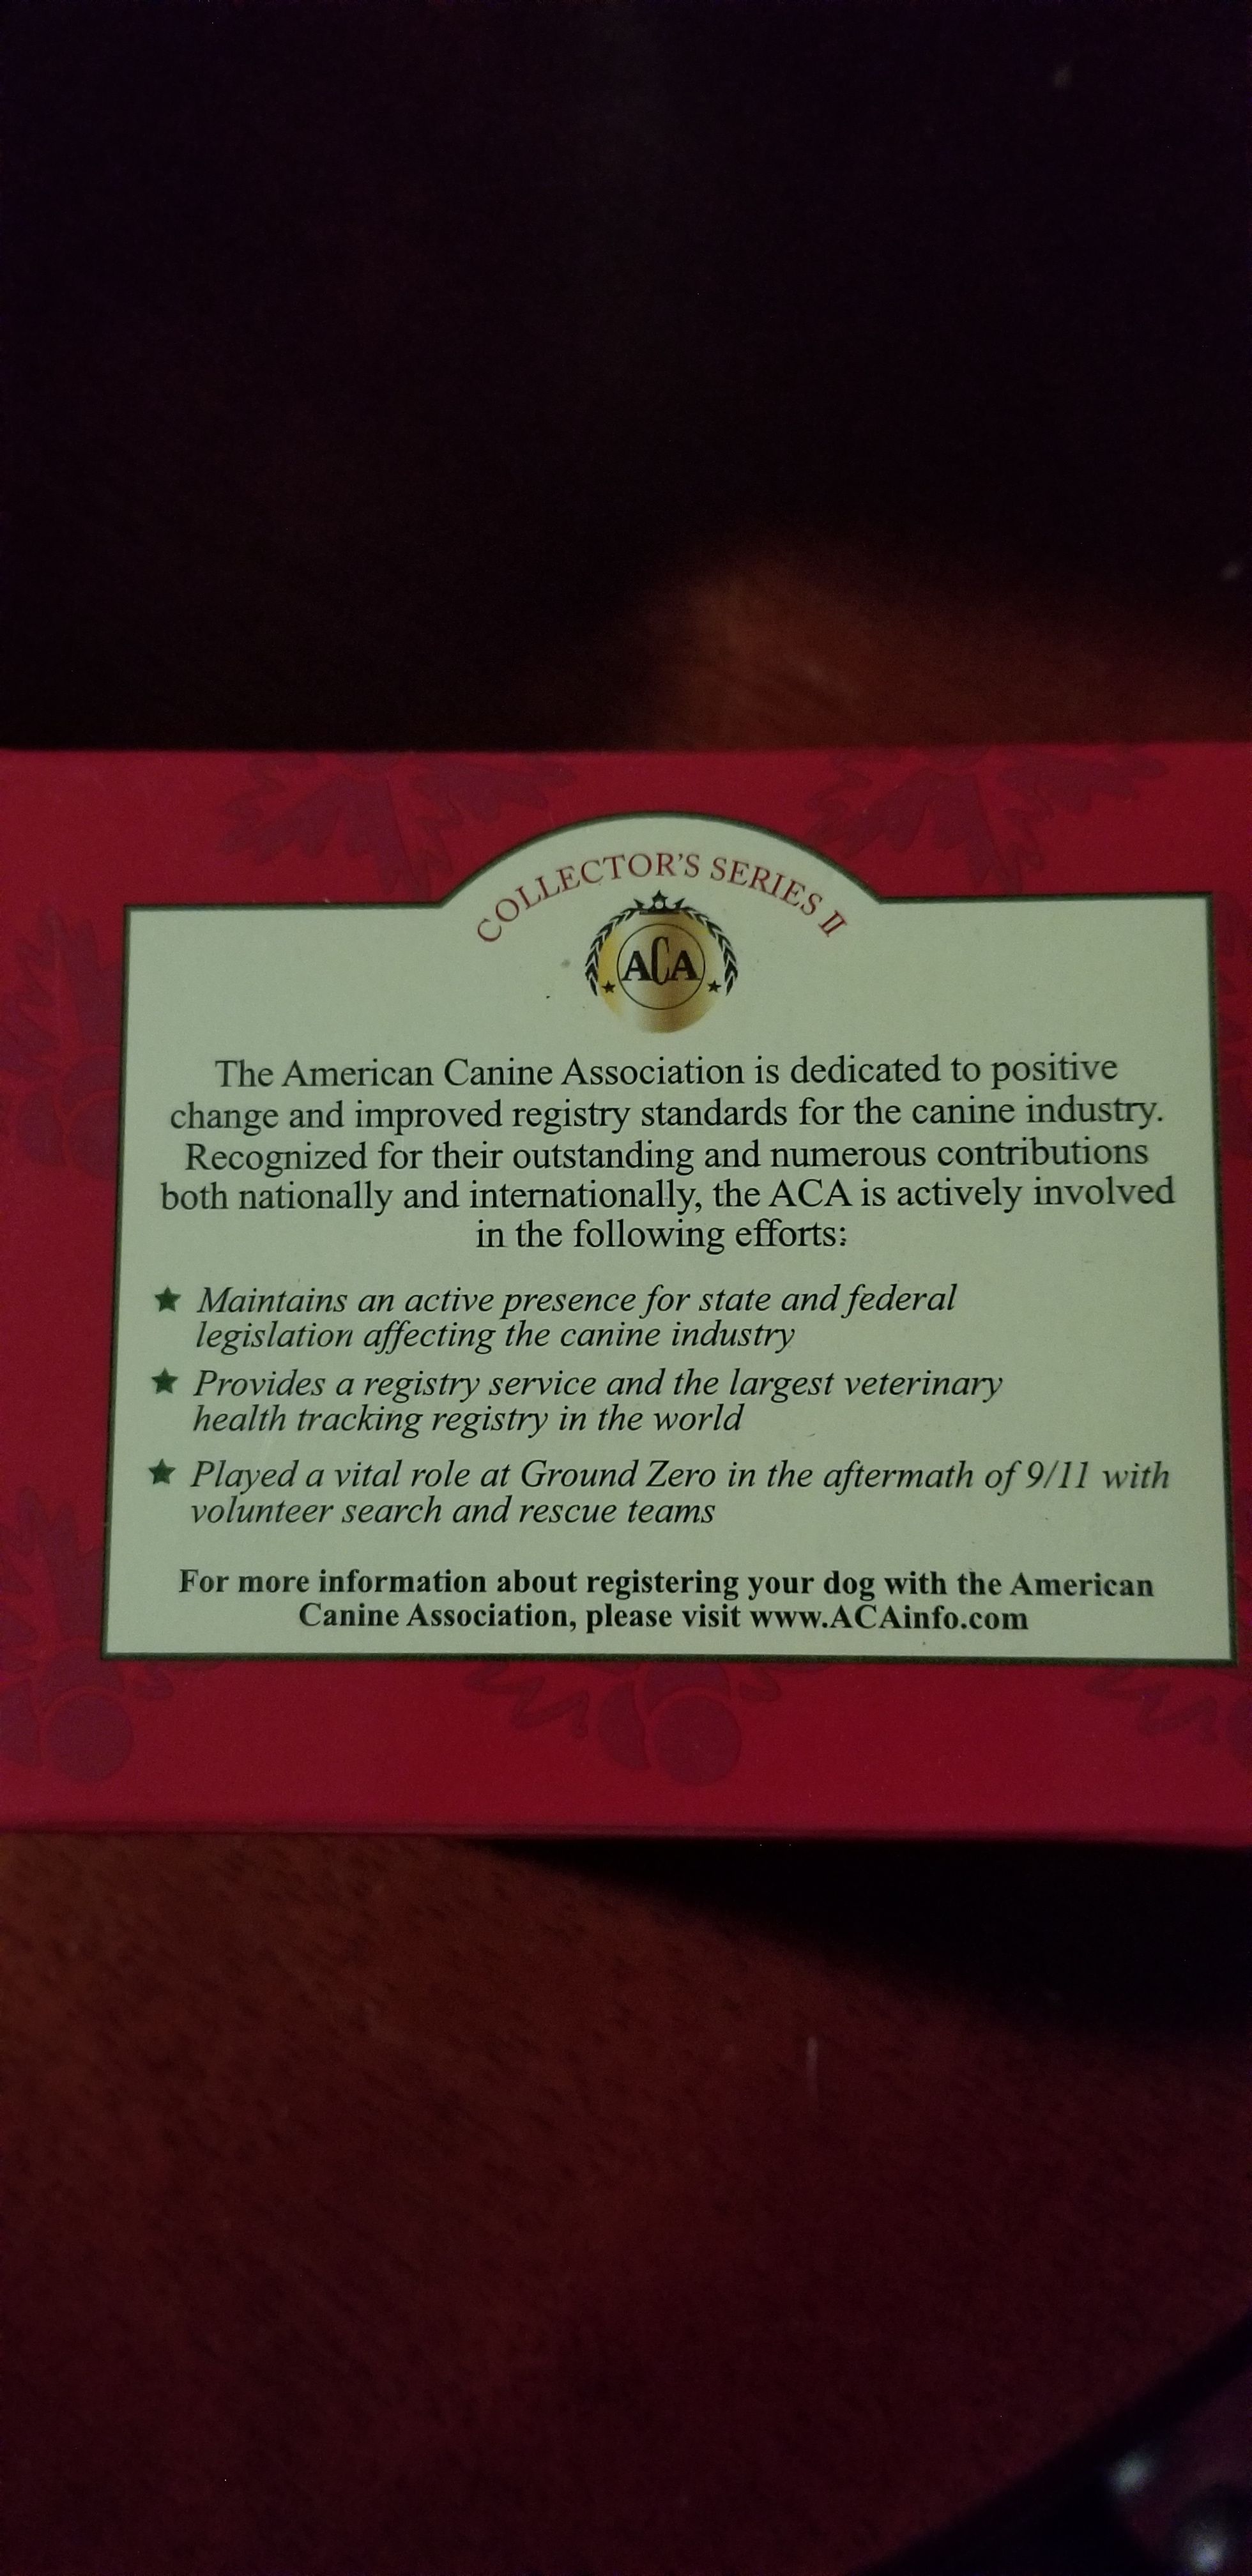 COLLECTOR'S SERIES II
ACA
The American Canine Association is dedicated to positive
change and improved registry standards for the canine industry.
Recognized for their outstanding and numerous contributions
both nationally and internationally, the ACA is actively involved
in the following efforts:
★ Maintains an active presence for state and federal
legislation affecting the canine industry
★ Provides a registry service and the largest veterinary
health tracking registry in the world
★ Played a vital role at Ground Zero in the aftermath of 9/11 with
volunteer search and rescue teams
For more information about registering your dog with the American
Canine Association, please visit www.ACAinfo.com